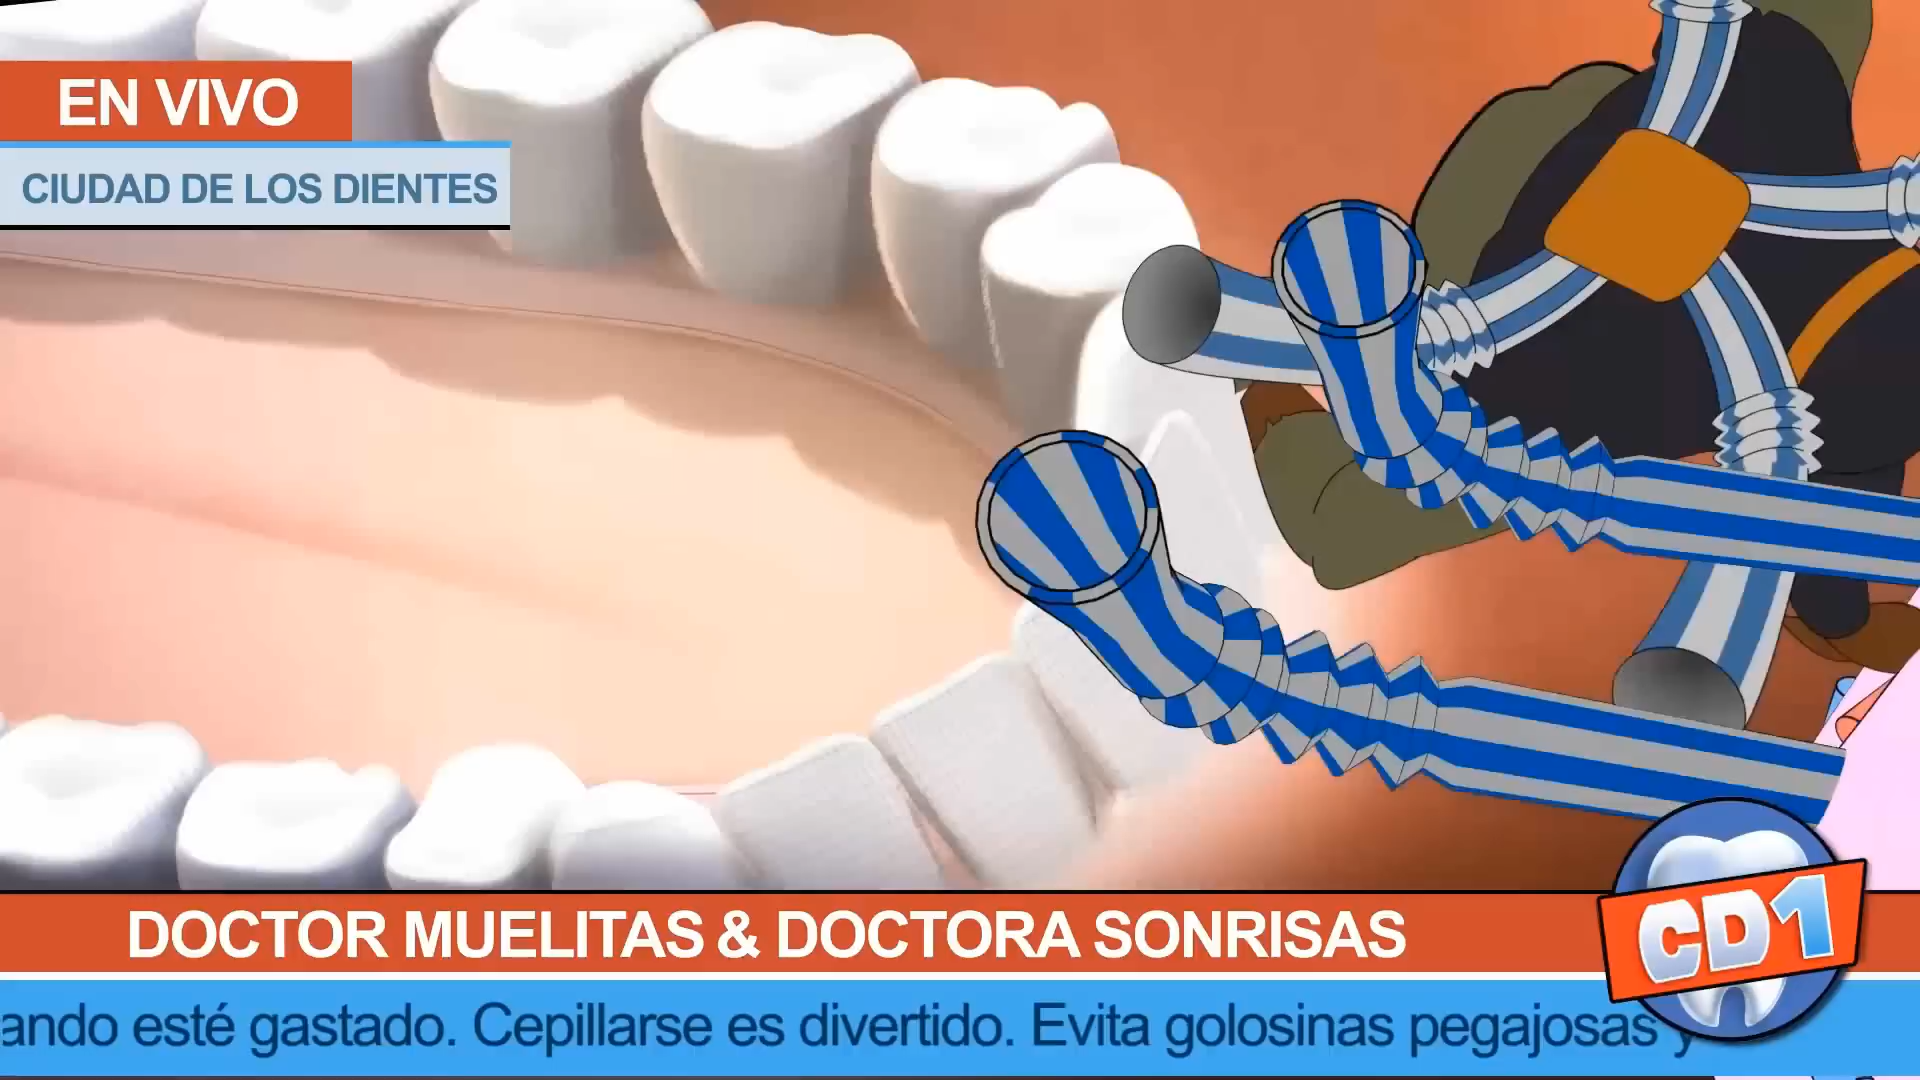 EN VIVO
CIUDAD DE LOS DIENTES
DOCTOR MUELITAS & DOCTORA SONRISAS
CD1
ando esté gastado. Cepillarse es divertido. Evita golosinas pegajosas y